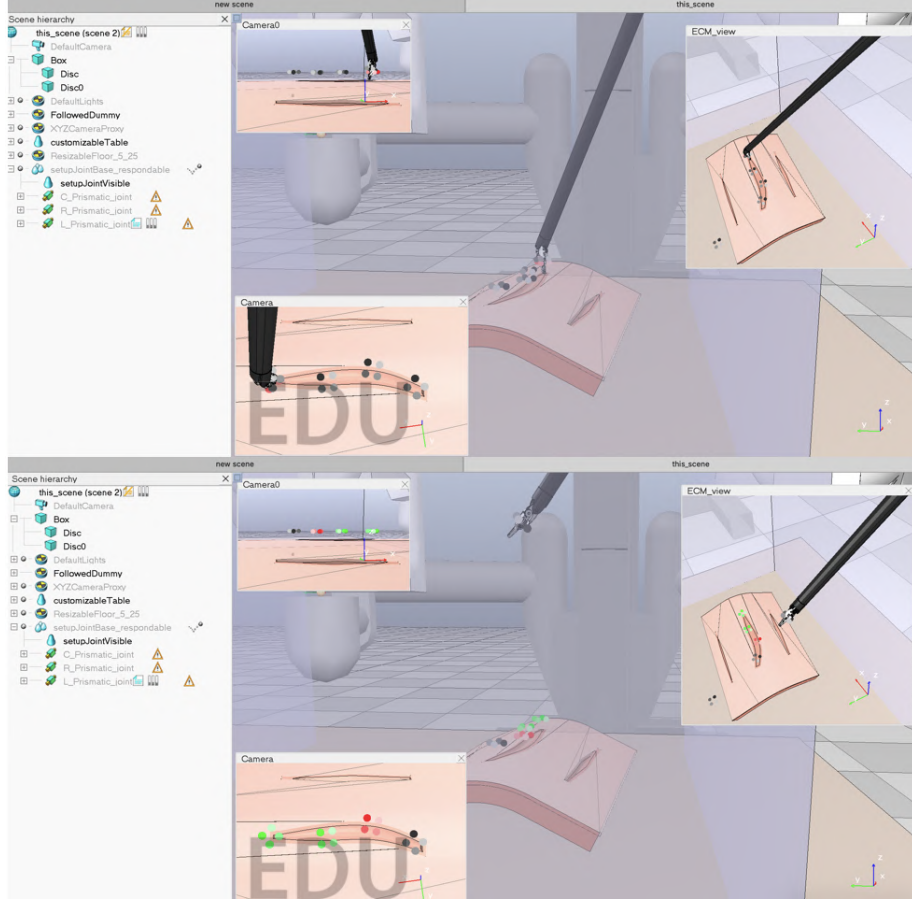 new scene
this_scene
Scene hierarchy
this_scene (scene 2)
DefaultCamera
Box
Disc
Disc0
DefaultLights
FollowedDummy
XYZCameraProxy
customizableTable
ResizableFloor_5_25
setupJointBase_respondable
setupJointVisible
C_Prismatic_joint
R_Prismatic_joint
L_Prismatic_joint
Camera0
ECM_view
x
z
y
Camera
EDU
z
y
z
y
x
new scene
this_scene
Scene hierarchy
this_scene (scene 2)
DefaultCamera
Box
Disc
Disc0
DefaultLights
FollowedDummy
XYZCameraProxy
customizableTable
ResizableFloor_5_25
setupJointBase_respondable
setupJointVisible
C_Prismatic_joint
R_Prismatic_joint
L_Prismatic_joint
Camera0
ECM_view
x
z
y
Camera
EDU
z
y
x